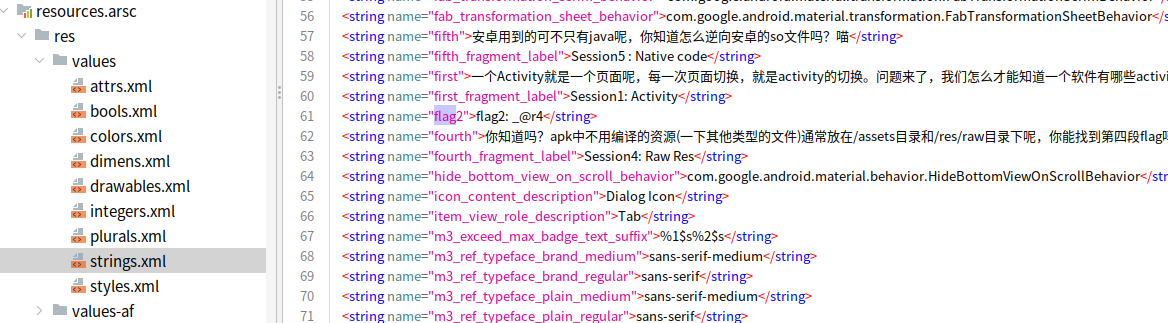 resources.arsc
res
values
attrs.xml
bools.xml
colors.xml
dimens.xml
drawables.xml
integers.xml
plurals.xml
strings.xml
styles.xml
values-af
56 <string name="fab_transformation_sheet_behavior">com.google.android.material.transformation.FabTransformationSheetBehavior</s
57 <string name="fifth">安卓用到的可不只有java呢，你知道怎么逆向安卓的so文件吗？喵</string>
58 <string name="fifth_fragment_label">Session5 : Native code</string>
59 <string name="first">一个Activity就是一个页面呢，每一次页面切换，就是activity的切换。问题来了，我们怎么才能知道一个软件有哪些activi
60 <string name="first_fragment_label">Session1: Activity</string>
61 <string name="flag2">flag2: _@r4</string>
62 <string name="fourth">你知道吗？apk中不用编译的资源(一下其他类型的文件)通常放在/assets目录和/res/raw目录下呢，你能找到第四段flag
63 <string name="fourth_fragment_label">Session4: Raw Res</string>
64 <string name="hide_bottom_view_on_scroll_behavior">com.google.android.material.behavior.HideBottomViewOnScrollBehavior</str
65 <string name="icon_content_description">Dialog Icon</string>
66 <string name="item_view_role_description">Tab</string>
67 <string name="m3_exceed_max_badge_text_suffix">%1$s%2$s</string>
68 <string name="m3_ref_typeface_brand_medium">sans-serif-medium</string>
69 <string name="m3_ref_typeface_brand_regular">sans-serif</string>
70 <string name="m3_ref_typeface_plain_medium">sans-serif-medium</string>
71 <string name="m3_ref_typeface_plain_regular">sans-serif</string>